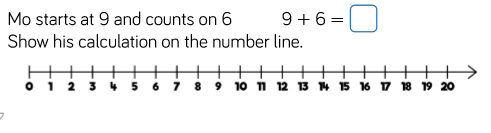 Mo starts at 9 and counts on 6 9 + 6 =
Show his calculation on the number line.
0 1 2 3 4 5 6 7 8 9 10 11 12 13 14 15 16 17 18 19 20